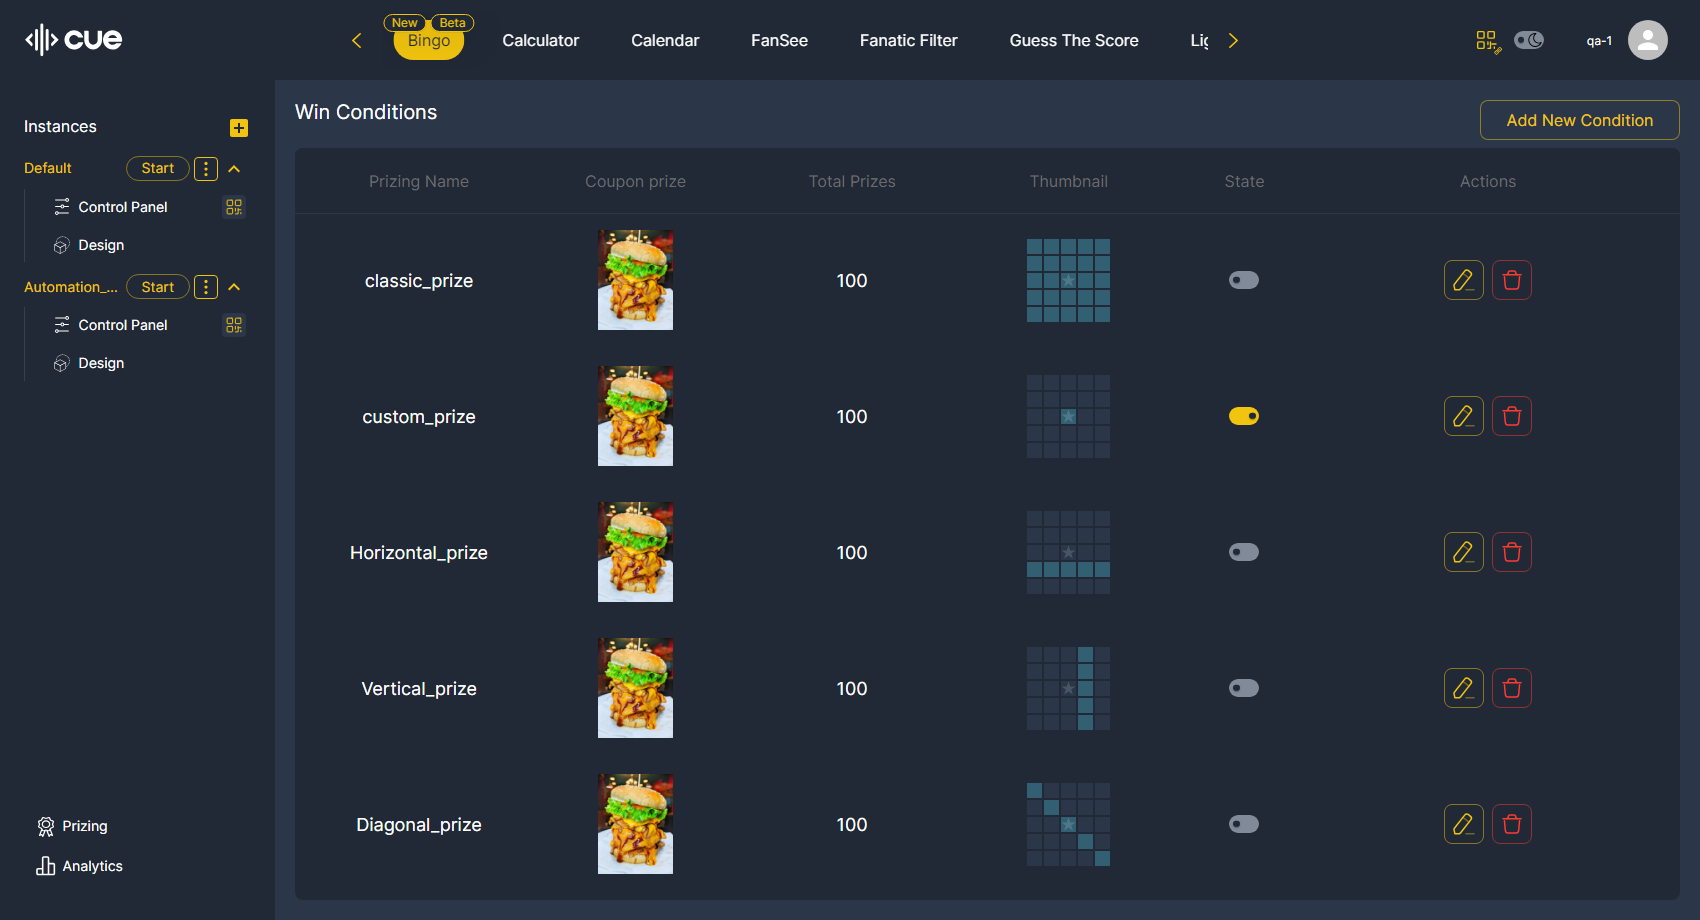 cue
New Beta
Bingo Calculator Calendar FanSee Fanatic Filter Guess The Score
qa-1
Instances
Default Start
Control Panel
Design
Automation_... Start
Control Panel
Design
Prizing
Analytics
Win Conditions
Add New Condition
Prizing Name Coupon prize Total Prizes Thumbnail State Actions
classic_prize 100
custom_prize 100
Horizontal_prize 100
Vertical_prize 100
Diagonal_prize 100